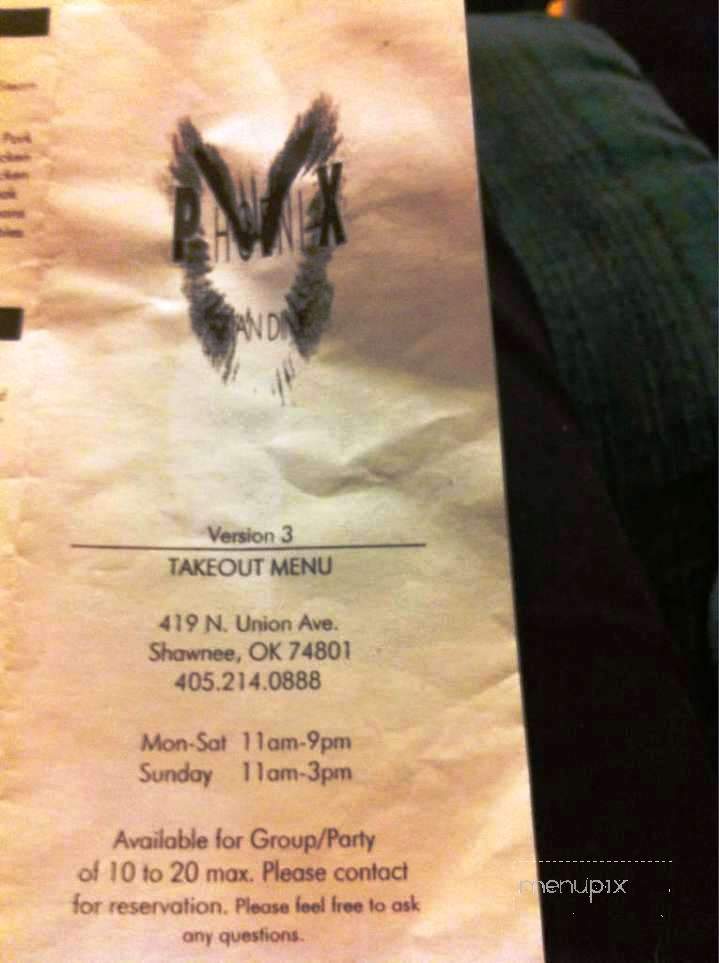 PHOENIX
Version 3
TAKEOUT MENU
419 N. Union Ave.
Shawnee, OK 74801
405.214.0888
Mon-Sat 11am-9pm
Sunday 11am-3pm
Available for Group/Party
of 10 to 20 max. Please contact
for reservation. Please feel free to ask
any questions.
menupix